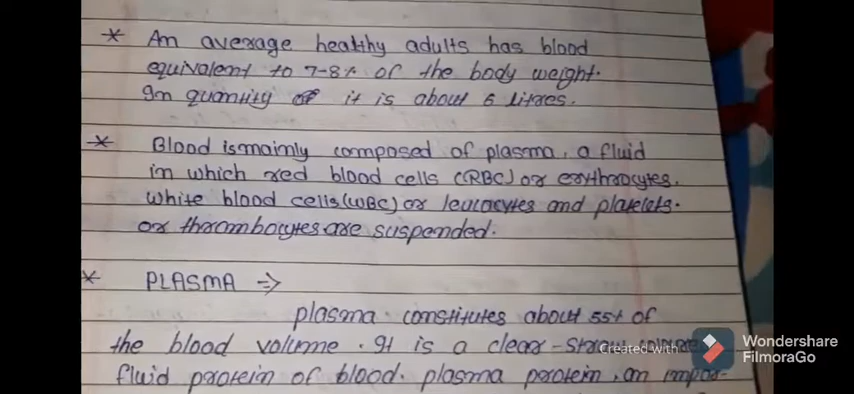 * An average healthy adults has blood
equivalent to 7-8% of the body weight.
In quantity of it is about 6 litres.
* Blood is mainly composed of plasma, a fluid
in which red blood cells (RBC) or erythrocytes,
white blood cells (WBC) or leucocytes and platelets.
or thrombocytes are suspended.
* PLASMA ⇒
plasma constitutes about 55% of
the blood volume. It is a clear-straw
fluid protein of blood. plasma protein, an impor-
Created with
Wondershare
FilmoraGo